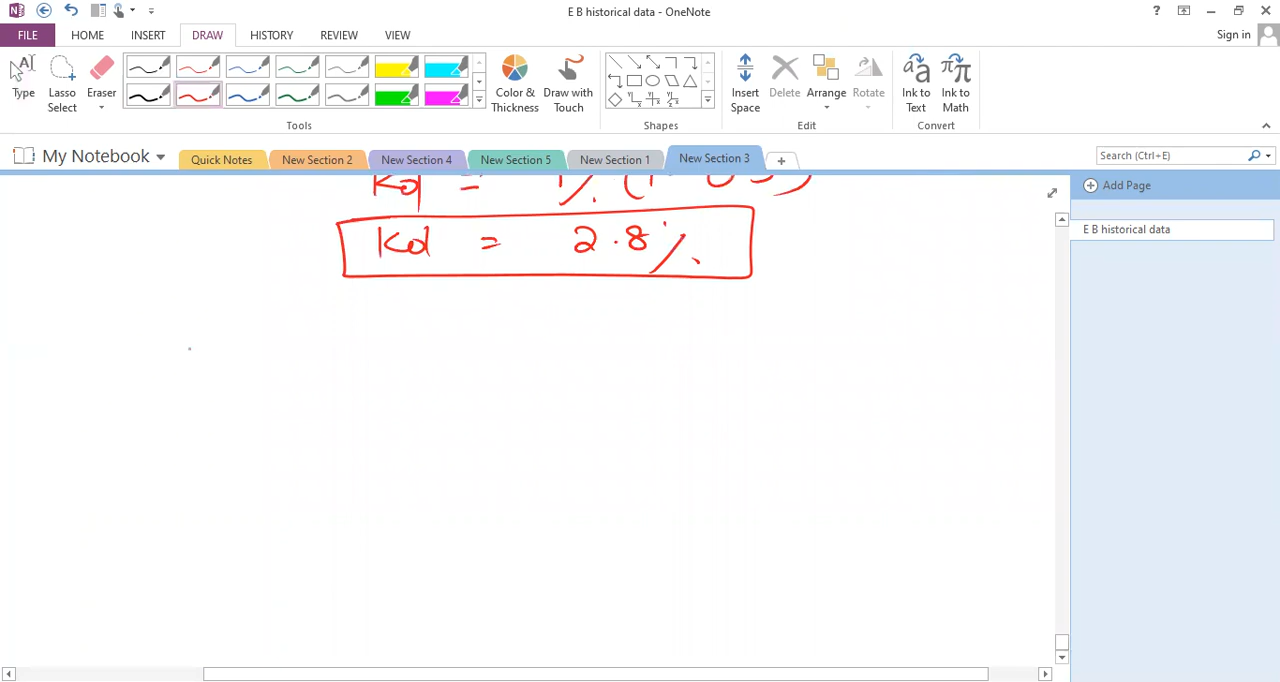 E B historical data - OneNote
?
FILE HOME INSERT DRAW HISTORY REVIEW VIEW
Sign in
Type
Lasso Select
Eraser
Color & Thickness
Draw with Touch
Insert Space
Delete
Arrange
Rotate
Ink to Text
Ink to Math
Tools
Shapes
Edit
Convert
My Notebook
Quick Notes
New Section 2
New Section 4
New Section 5
New Section 1
New Section 3
Search (Ctrl+E)
Add Page
E B historical data
Kd =
Kd = 2.8%